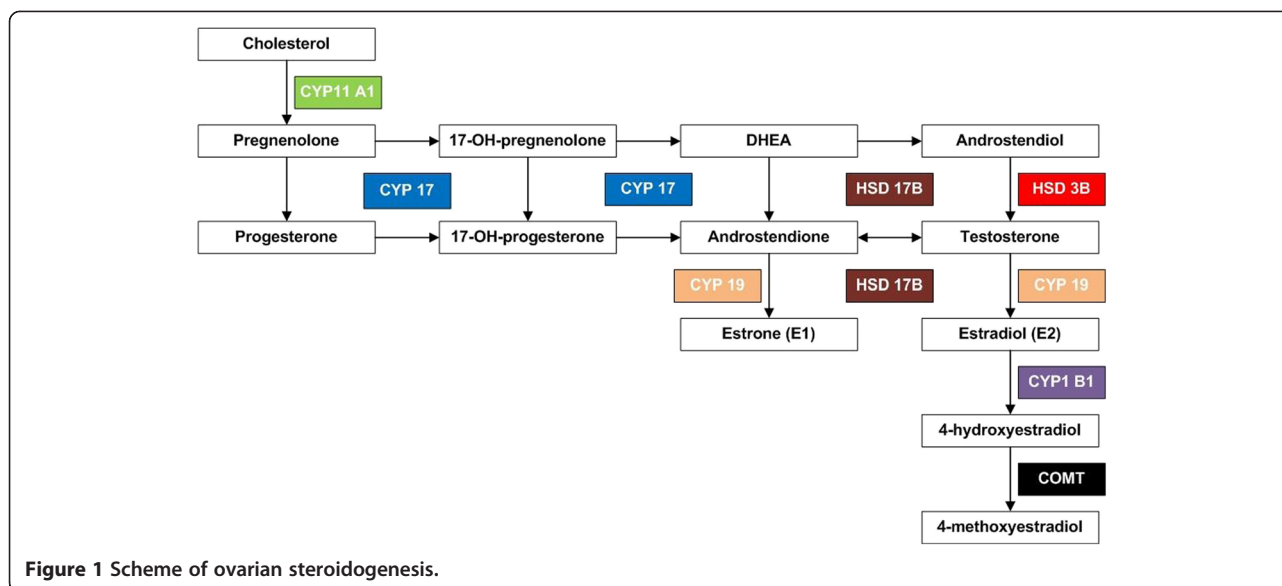 Cholesterol
CYP11 A1
Pregnenolone
17-OH-pregnenolone
DHEA
Androstendiol
CYP 17
CYP 17
HSD 17B
HSD 3B
Progesterone
17-OH-progesterone
Androstendione
Testosterone
CYP 19
HSD 17B
CYP 19
Estrone (E1)
Estradiol (E2)
CYP1 B1
4-hydroxyestradiol
COMT
4-methoxyestradiol
Figure 1 Scheme of ovarian steroidogenesis.